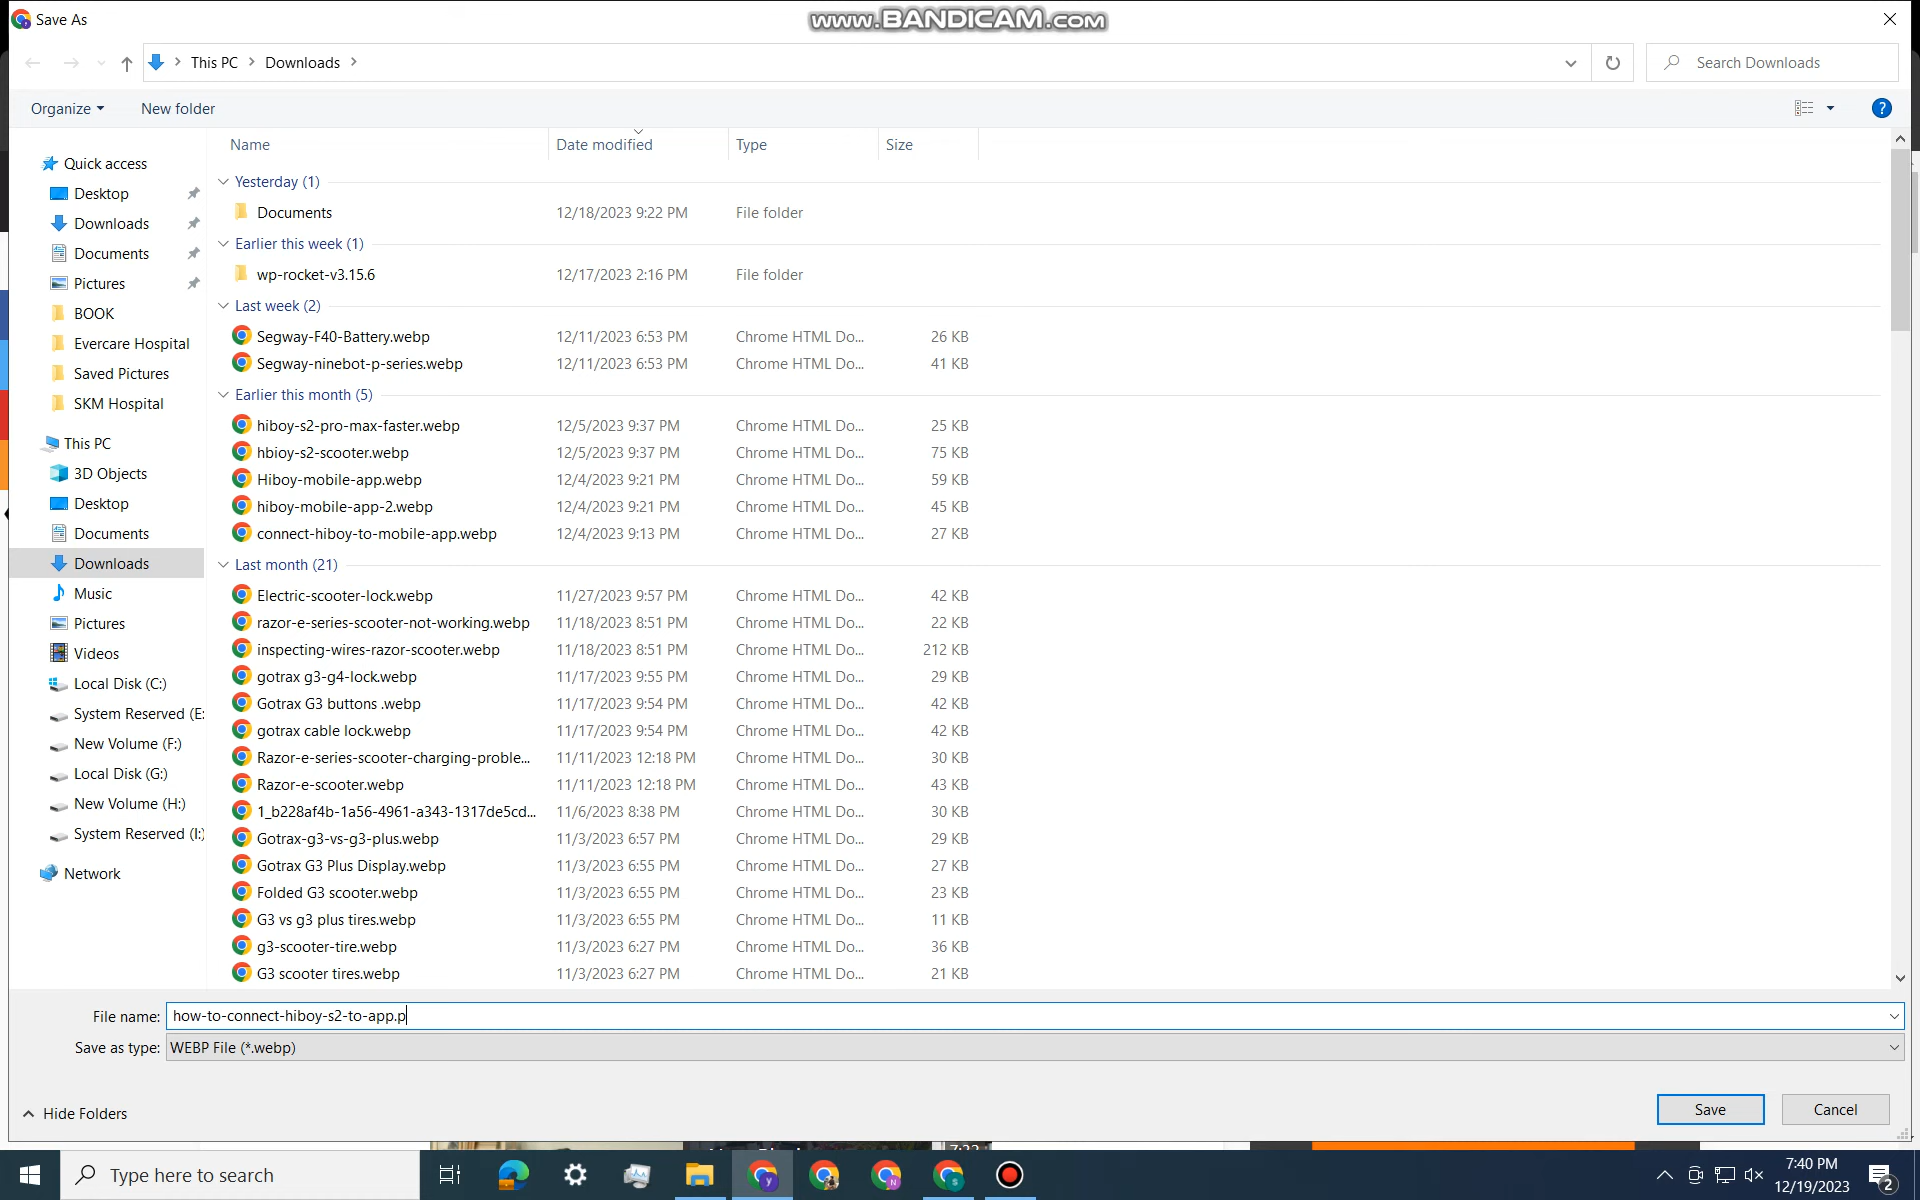 Save As
www.BANDICAM.com
This PC
Downloads
Search Downloads
Organize
New folder
Name
Date modified
Type
Size
Quick access
Desktop
Downloads
Documents
Pictures
BOOK
Evercare Hospital
Saved Pictures
SKM Hospital
This PC
3D Objects
Desktop
Documents
Downloads
Music
Pictures
Videos
Local Disk (C:)
System Reserved (E:
New Volume (F:)
Local Disk (G:)
New Volume (H:)
System Reserved (I:)
Network
Yesterday (1)
Documents 12/18/2023 9:22 PM File folder
Earlier this week (1)
wp-rocket-v3.15.6 12/17/2023 2:16 PM File folder
Last week (2)
Segway-F40-Battery.webp 12/11/2023 6:53 PM Chrome HTML Do... 26 KB
Segway-ninebot-p-series.webp 12/11/2023 6:53 PM Chrome HTML Do... 41 KB
Earlier this month (5)
hiboy-s2-pro-max-faster.webp 12/5/2023 9:37 PM Chrome HTML Do... 25 KB
hbioy-s2-scooter.webp 12/5/2023 9:37 PM Chrome HTML Do... 75 KB
Hiboy-mobile-app.webp 12/4/2023 9:21 PM Chrome HTML Do... 59 KB
hiboy-mobile-app-2.webp 12/4/2023 9:21 PM Chrome HTML Do... 45 KB
connect-hiboy-to-mobile-app.webp 12/4/2023 9:13 PM Chrome HTML Do... 27 KB
Last month (21)
Electric-scooter-lock.webp 11/27/2023 9:57 PM Chrome HTML Do... 42 KB
razor-e-series-scooter-not-working.webp 11/18/2023 8:51 PM Chrome HTML Do... 22 KB
inspecting-wires-razor-scooter.webp 11/18/2023 8:51 PM Chrome HTML Do... 212 KB
gotrax g3-g4-lock.webp 11/17/2023 9:55 PM Chrome HTML Do... 29 KB
Gotrax G3 buttons .webp 11/17/2023 9:54 PM Chrome HTML Do... 42 KB
gotrax cable lock.webp 11/17/2023 9:54 PM Chrome HTML Do... 42 KB
Razor-e-series-scooter-charging-proble... 11/11/2023 12:18 PM Chrome HTML Do... 30 KB
Razor-e-scooter.webp 11/11/2023 12:18 PM Chrome HTML Do... 43 KB
1_b228af4b-1a56-4961-a343-1317de5cd... 11/6/2023 8:38 PM Chrome HTML Do... 30 KB
Gotrax-g3-vs-g3-plus.webp 11/3/2023 6:57 PM Chrome HTML Do... 29 KB
Gotrax G3 Plus Display.webp 11/3/2023 6:55 PM Chrome HTML Do... 27 KB
Folded G3 scooter.webp 11/3/2023 6:55 PM Chrome HTML Do... 23 KB
G3 vs g3 plus tires.webp 11/3/2023 6:55 PM Chrome HTML Do... 11 KB
g3-scooter-tire.webp 11/3/2023 6:27 PM Chrome HTML Do... 36 KB
G3 scooter tires.webp 11/3/2023 6:27 PM Chrome HTML Do... 21 KB
File name: how-to-connect-hiboy-s2-to-app.p
Save as type: WEBP File (*.webp)
Hide Folders
Save
Cancel
Type here to search
7:40 PM
12/19/2023
2